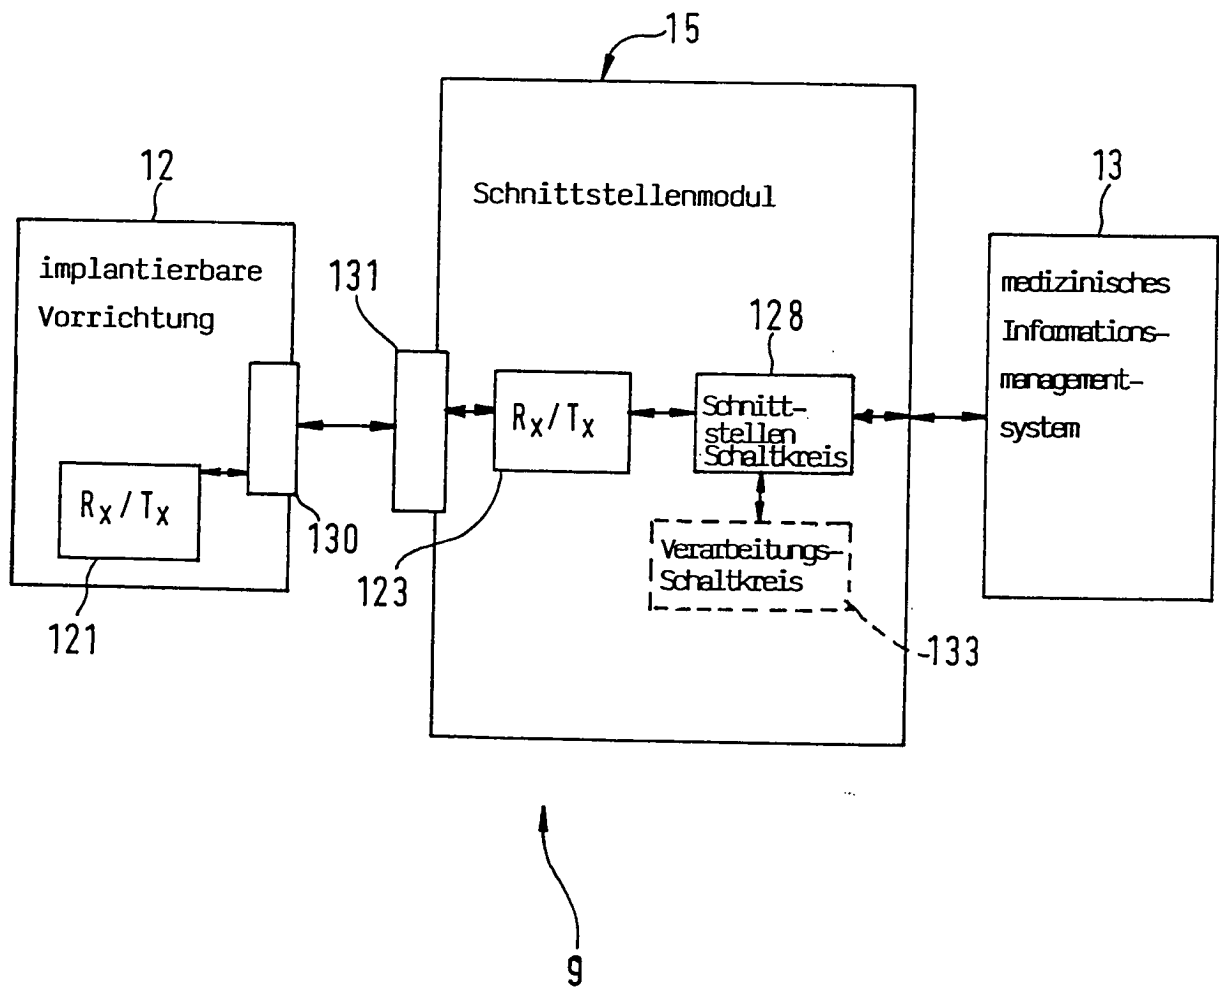 15
12
13
Schnittstellenmodul
implantierbare
Vorrichtung
131
medizinisches
Informations-
management-
system
128
Rx/Tx
Schnitt-
stellen
Schaltkreis
Rx/Tx
130
Verarbeitungs-
Schaltkreis
123
121
133
9